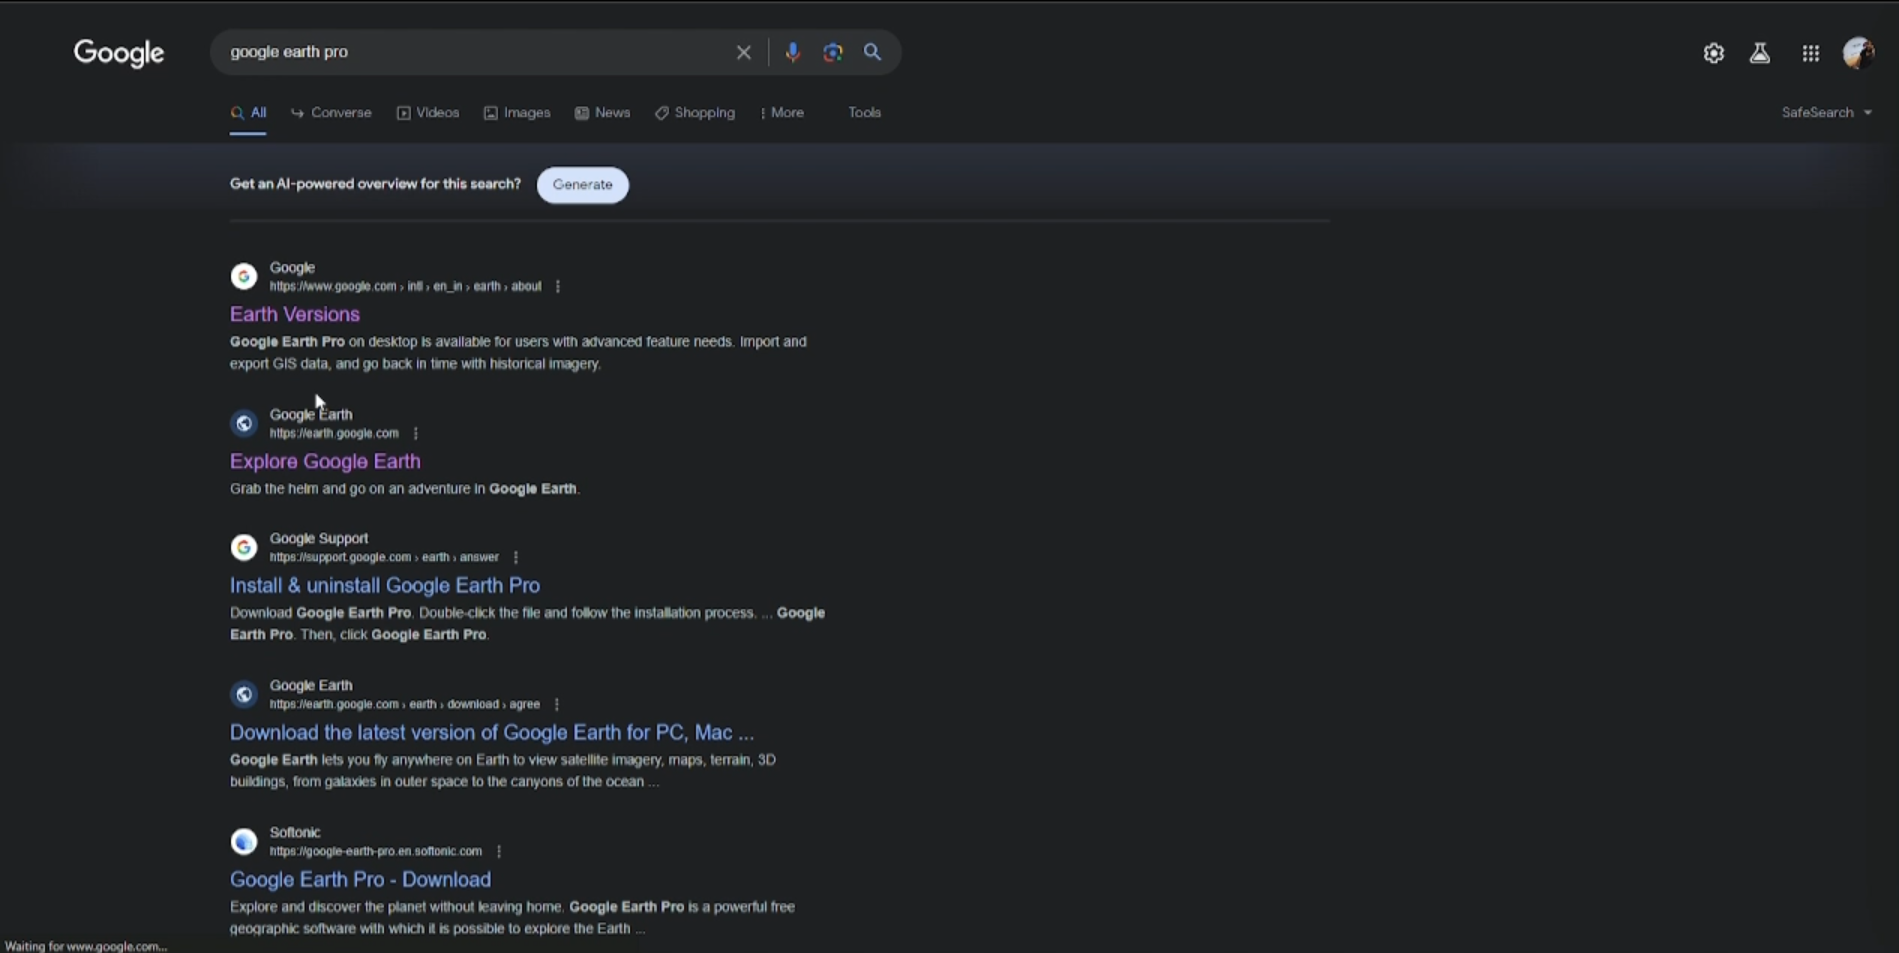 Google
google earth pro
All
Converse
Videos
Images
News
Shopping
More
Tools
SafeSearch
Get an AI-powered overview for this search?
Generate
Google
https://www.google.com › intl › en_in › earth › about
Earth Versions
Google Earth Pro on desktop is available for users with advanced feature needs. Import and
export GIS data, and go back in time with historical imagery.
Google Earth
https://earth.google.com
Explore Google Earth
Grab the helm and go on an adventure in Google Earth.
Google Support
https://support.google.com › earth › answer
Install & uninstall Google Earth Pro
Download Google Earth Pro. Double-click the file and follow the installation process. ... Google
Earth Pro. Then, click Google Earth Pro.
Google Earth
https://earth.google.com › earth › download › agree
Download the latest version of Google Earth for PC, Mac ...
Google Earth lets you fly anywhere on Earth to view satellite imagery, maps, terrain, 3D
buildings, from galaxies in outer space to the canyons of the ocean ...
Softonic
https://google-earth-pro.en.softonic.com
Google Earth Pro - Download
Explore and discover the planet without leaving home. Google Earth Pro is a powerful free
geographic software with which it is possible to explore the Earth ...
Waiting for www.google.com...